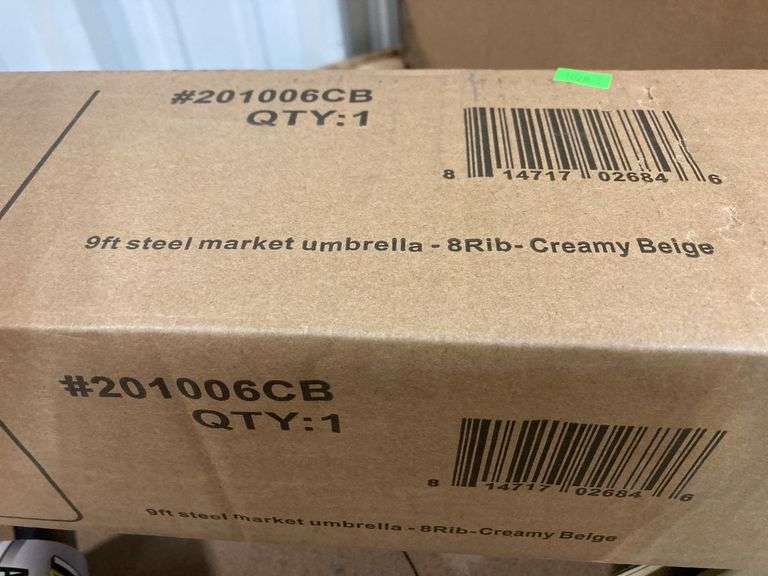 #201006CB
QTY:1
8 14717 02684 6
9ft steel market umbrella - 8Rib- Creamy Beige
#201006CB
QTY:1
8 14717 02684 6
9ft steel market umbrella - 8Rib-Creamy Beige